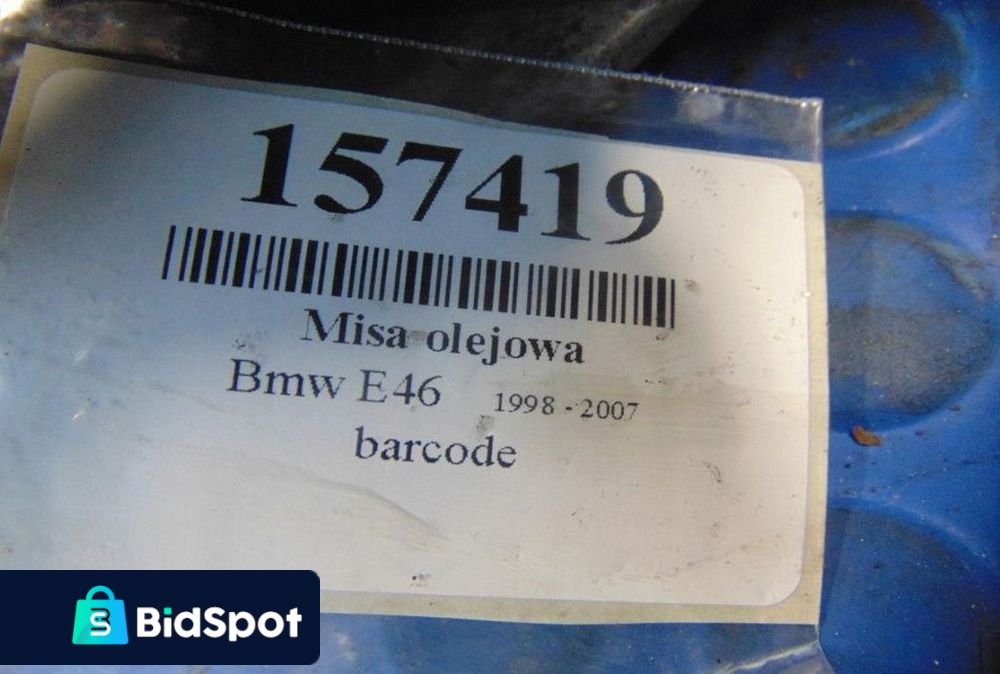 157419
Misa olejowa
Bmw E46 1998 - 2007
barcode
BidSpot